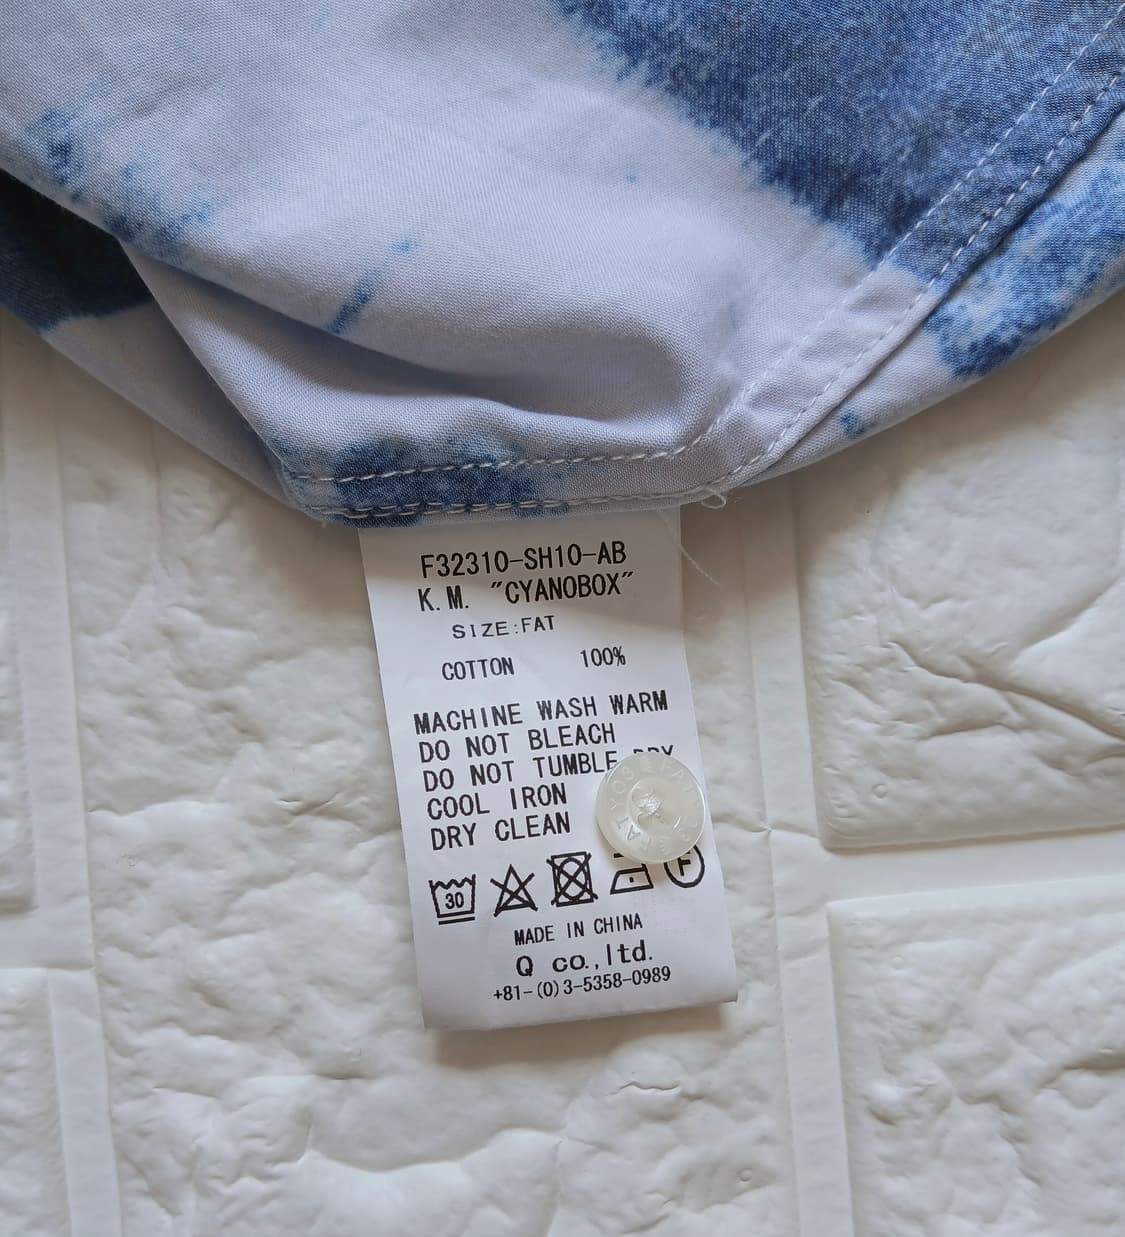 F32310-SH10-AB
K.M. "CYANOBOX"
SIZE:FAT
COTTON 100%
MACHINE WASH WARM
DO NOT BLEACH
DO NOT TUMBLE DRY
COOL IRON
DRY CLEAN
30 F
MADE IN CHINA
Q co.,ltd.
+81-(0)3-5358-0989